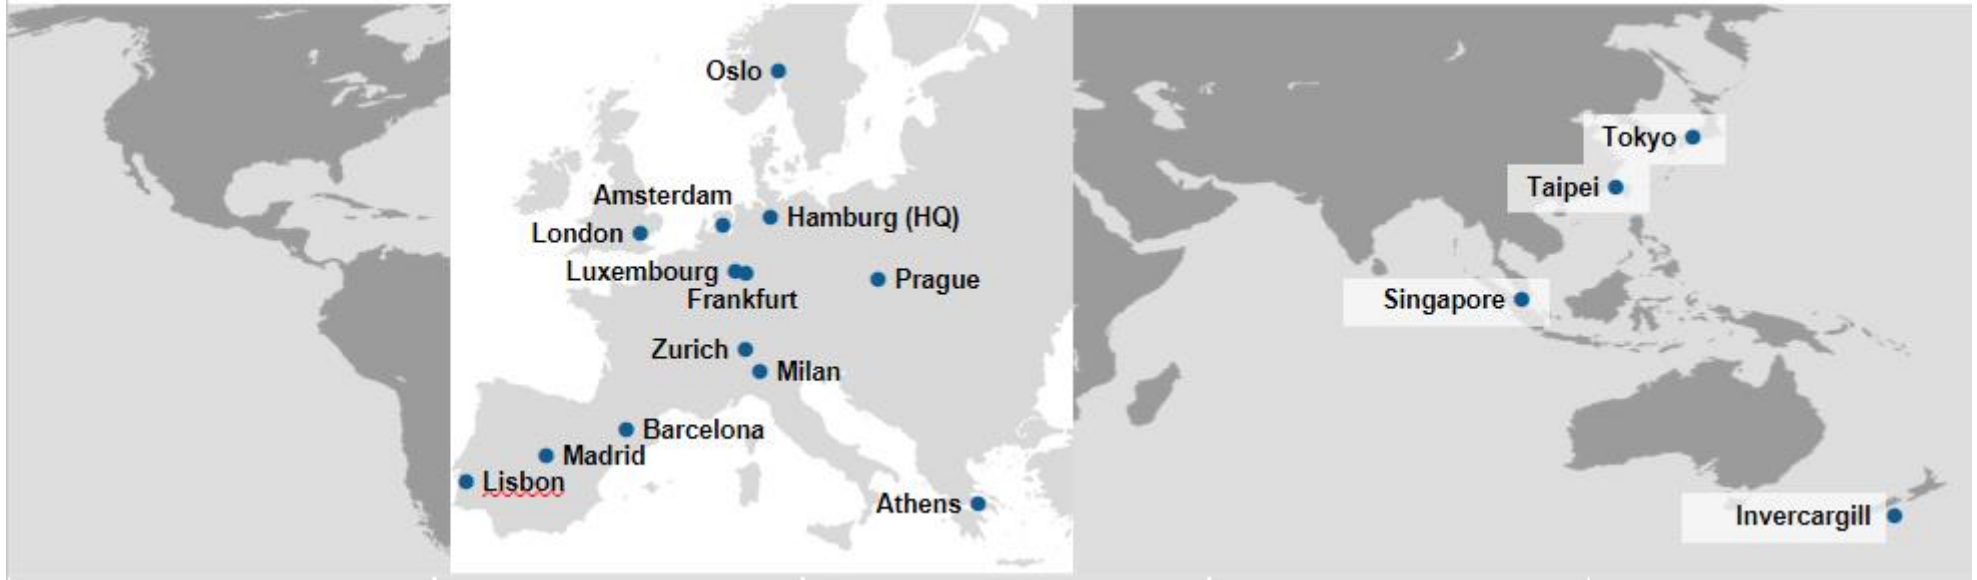 Oslo
Tokyo
Taipei
Amsterdam
Hamburg (HQ)
London
Luxembourg
Frankfurt
Prague
Singapore
Zurich
Milan
Barcelona
Madrid
Lisbon
Athens
Invercargill